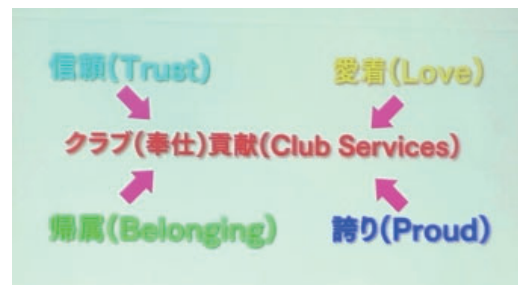 信頼(Trust)
愛着(Love)
クラブ(奉仕)貢献(Club Services)
帰属(Belonging)
誇り(Proud)